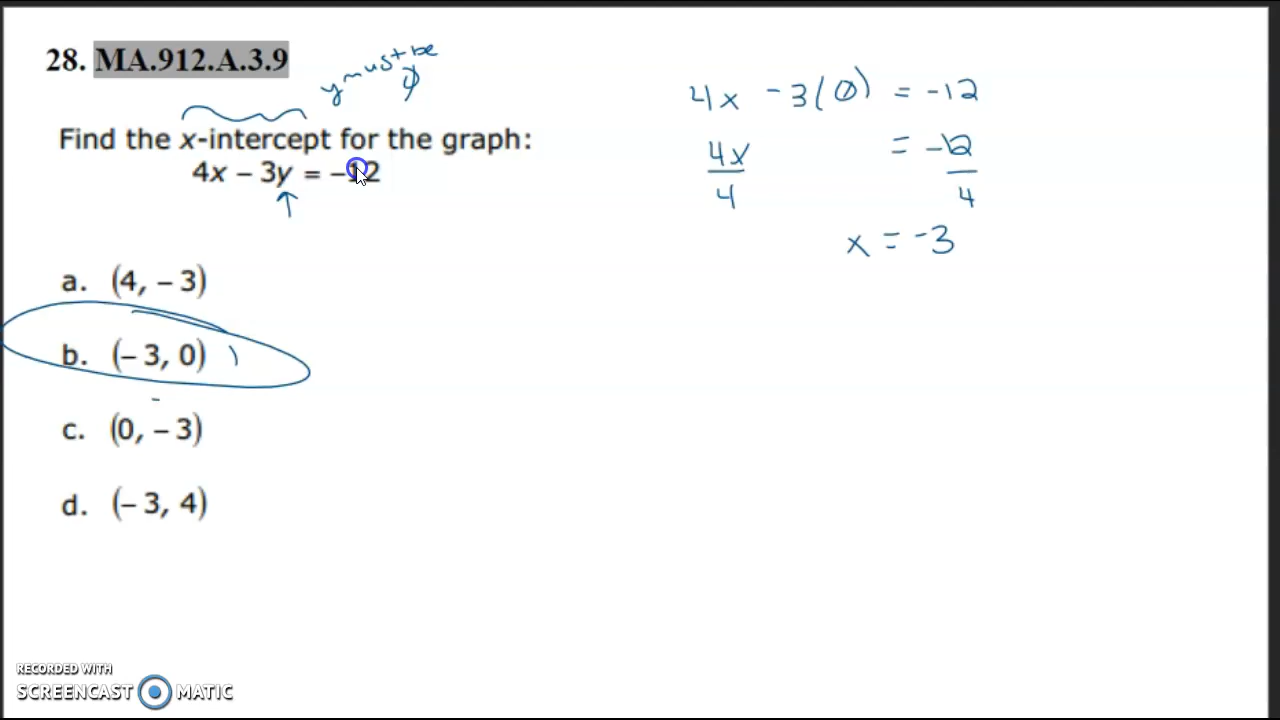 28. MA.912.A.3.9
y must be 0
Find the x-intercept for the graph:
4x − 3y = −12
a. (4, − 3)
b. (− 3, 0)
c. (0, − 3)
d. (− 3, 4)
4x - 3(0) = -12
4x = -12
4 4
x = -3
RECORDED WITH
SCREENCAST MATIC